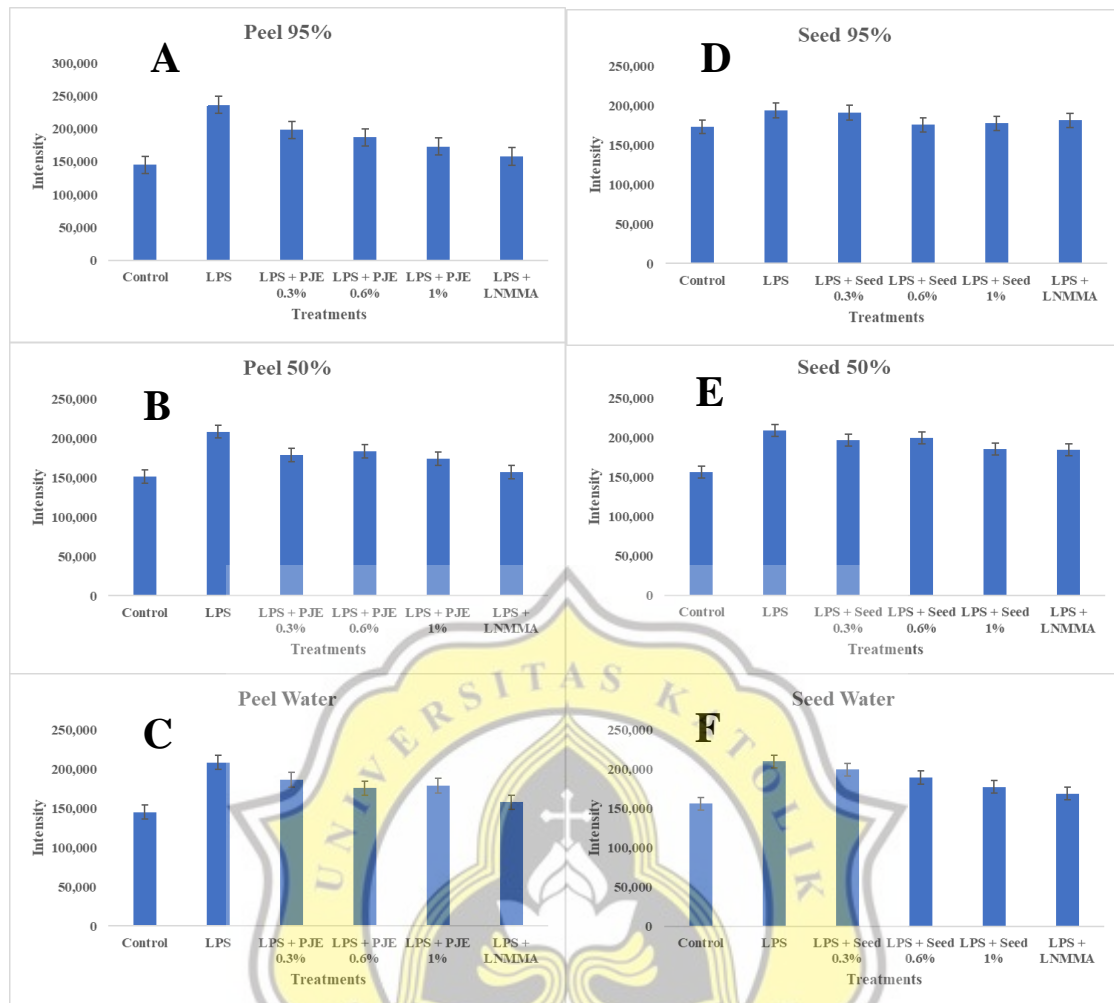 Peel 95%
A
300,000
250,000
200,000
150,000
100,000
50,000
0
Intensity
Control
LPS
LPS + PJE
0.3%
LPS + PJE
0.6%
LPS + PJE
1%
LPS +
LNMMA
Treatments
Seed 95%
D
250,000
200,000
150,000
100,000
50,000
0
Intensity
Control
LPS
LPS + Seed
0.3%
LPS + Seed
0.6%
LPS + Seed
1%
LPS +
LNMMA
Treatments
Peel 50%
B
250,000
200,000
150,000
100,000
50,000
0
Intensity
Control
LPS
LPS + PJE
0.3%
LPS + PJE
0.6%
LPS + PJE
1%
LPS +
LNMMA
Treatments
Seed 50%
E
250,000
200,000
150,000
100,000
50,000
0
Intensity
Control
LPS
LPS + Seed
0.3%
LPS + Seed
0.6%
LPS + Seed
1%
LPS +
LNMMA
Treatments
Peel Water
C
250,000
200,000
150,000
100,000
50,000
0
Intensity
Control
LPS
LPS + PJE
0.3%
LPS + PJE
0.6%
LPS + PJE
1%
LPS +
LNMMA
Treatments
Seed Water
F
250,000
200,000
150,000
100,000
50,000
0
Intensity
Control
LPS
LPS + Seed
0.3%
LPS + Seed
0.6%
LPS + Seed
1%
LPS +
LNMMA
Treatments
UNIVERSITAS KATOLIK